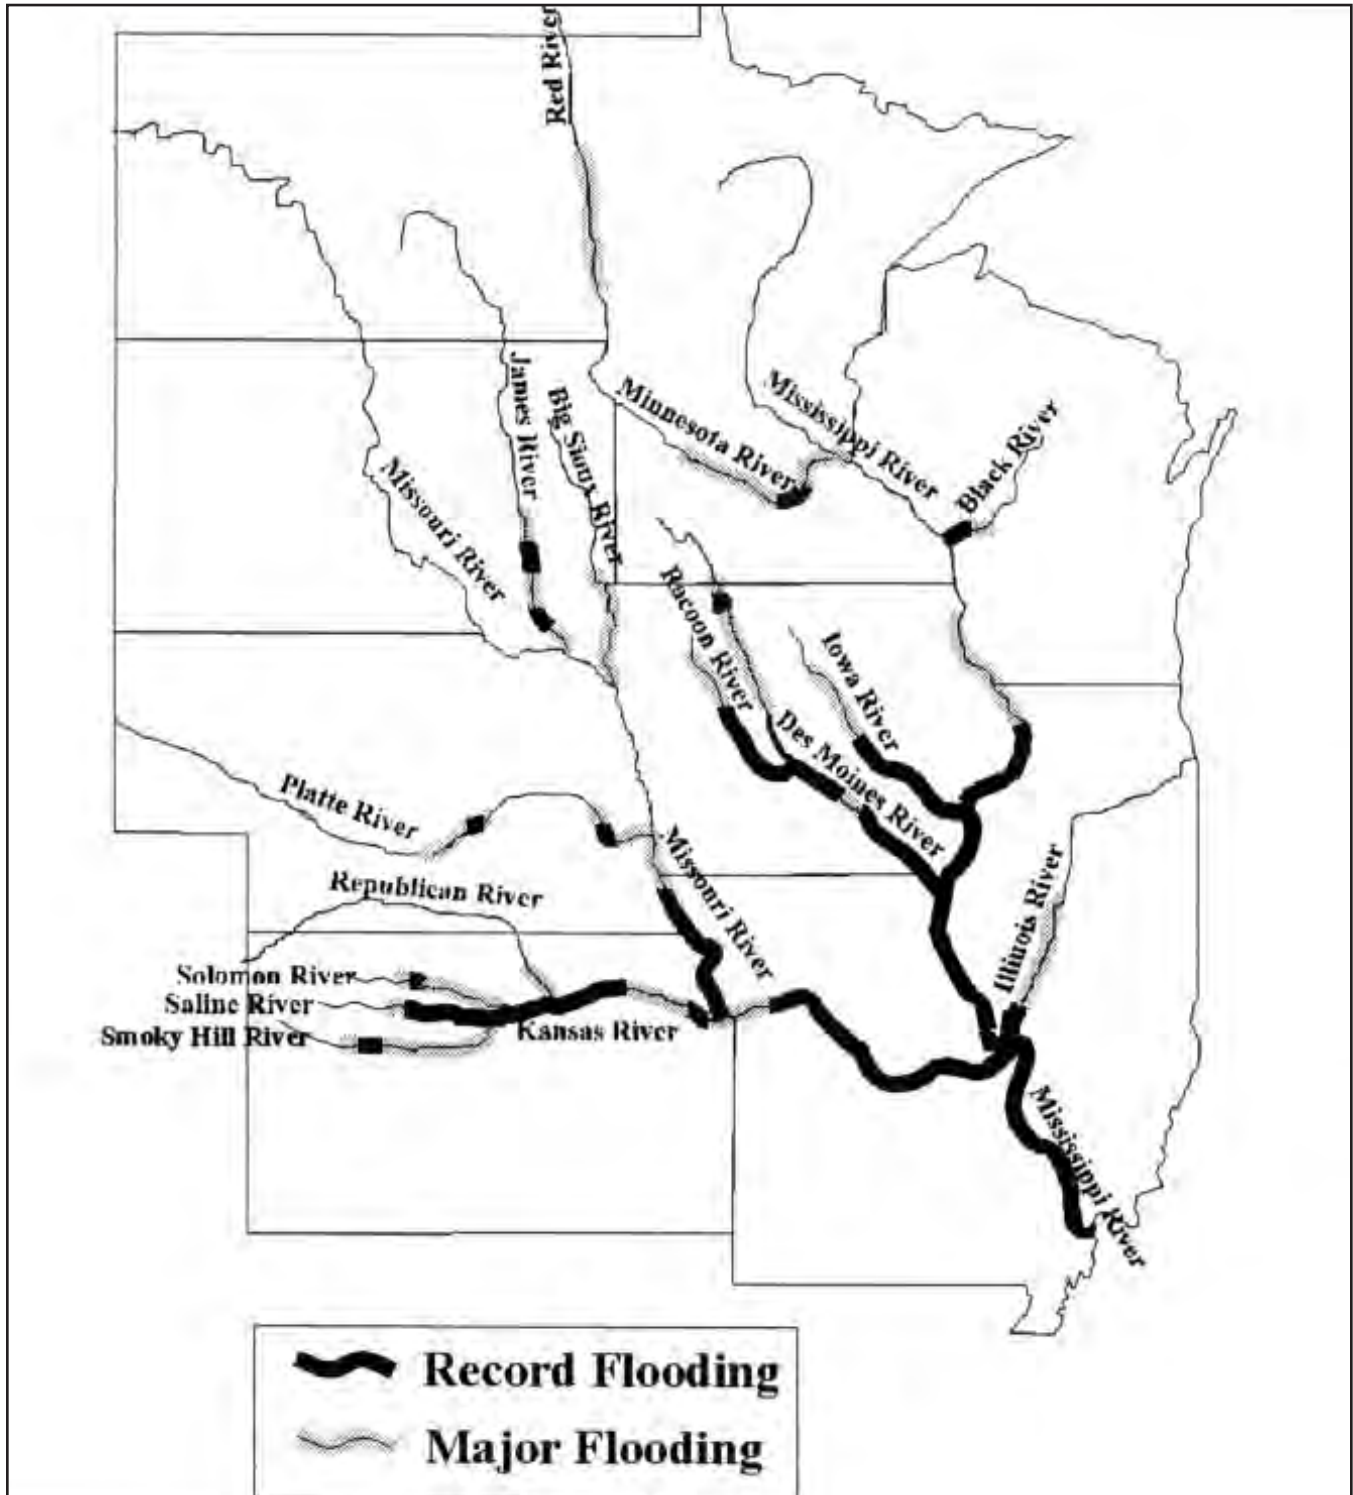 Red River
James River
Big Sioux River
Minnesota River
Mississippi River
Black River
Missouri River
Racoon River
Iowa River
Des Moines River
Platte River
Missouri River
Republican River
Illinois River
Solomon River
Saline River
Kansas River
Smoky Hill River
Mississippi River
Record Flooding
Major Flooding